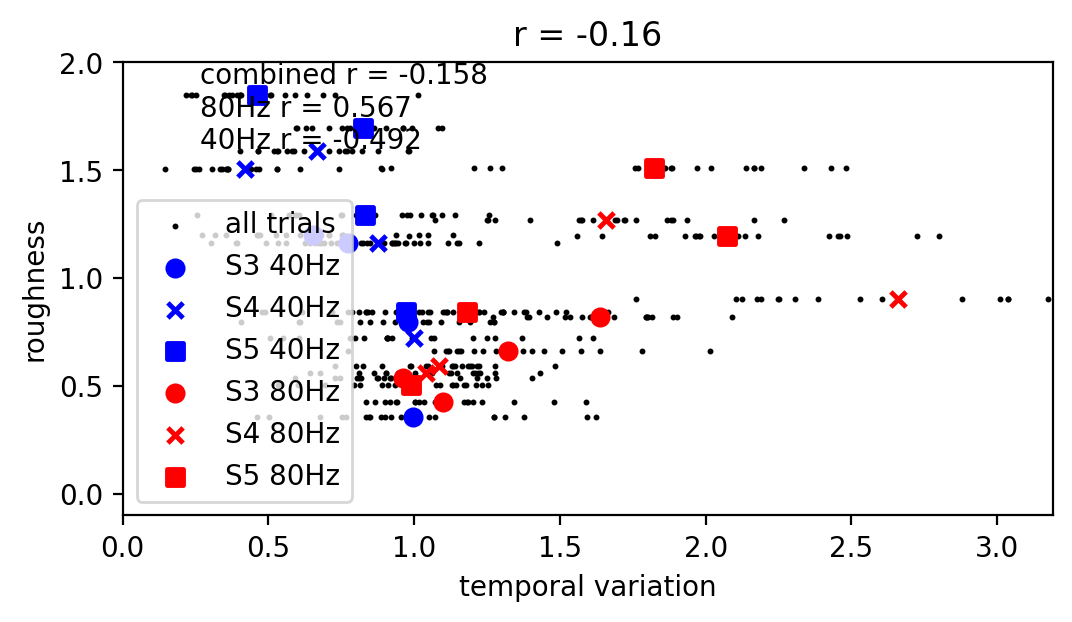 r = -0.16
combined r = -0.158
80Hz r = 0.567
40Hz r = -0.492
2.0
1.5
1.0
0.5
0.0
roughness
all trials
S3 40Hz
S4 40Hz
S5 40Hz
S3 80Hz
S4 80Hz
S5 80Hz
0.0 0.5 1.0 1.5 2.0 2.5 3.0
temporal variation